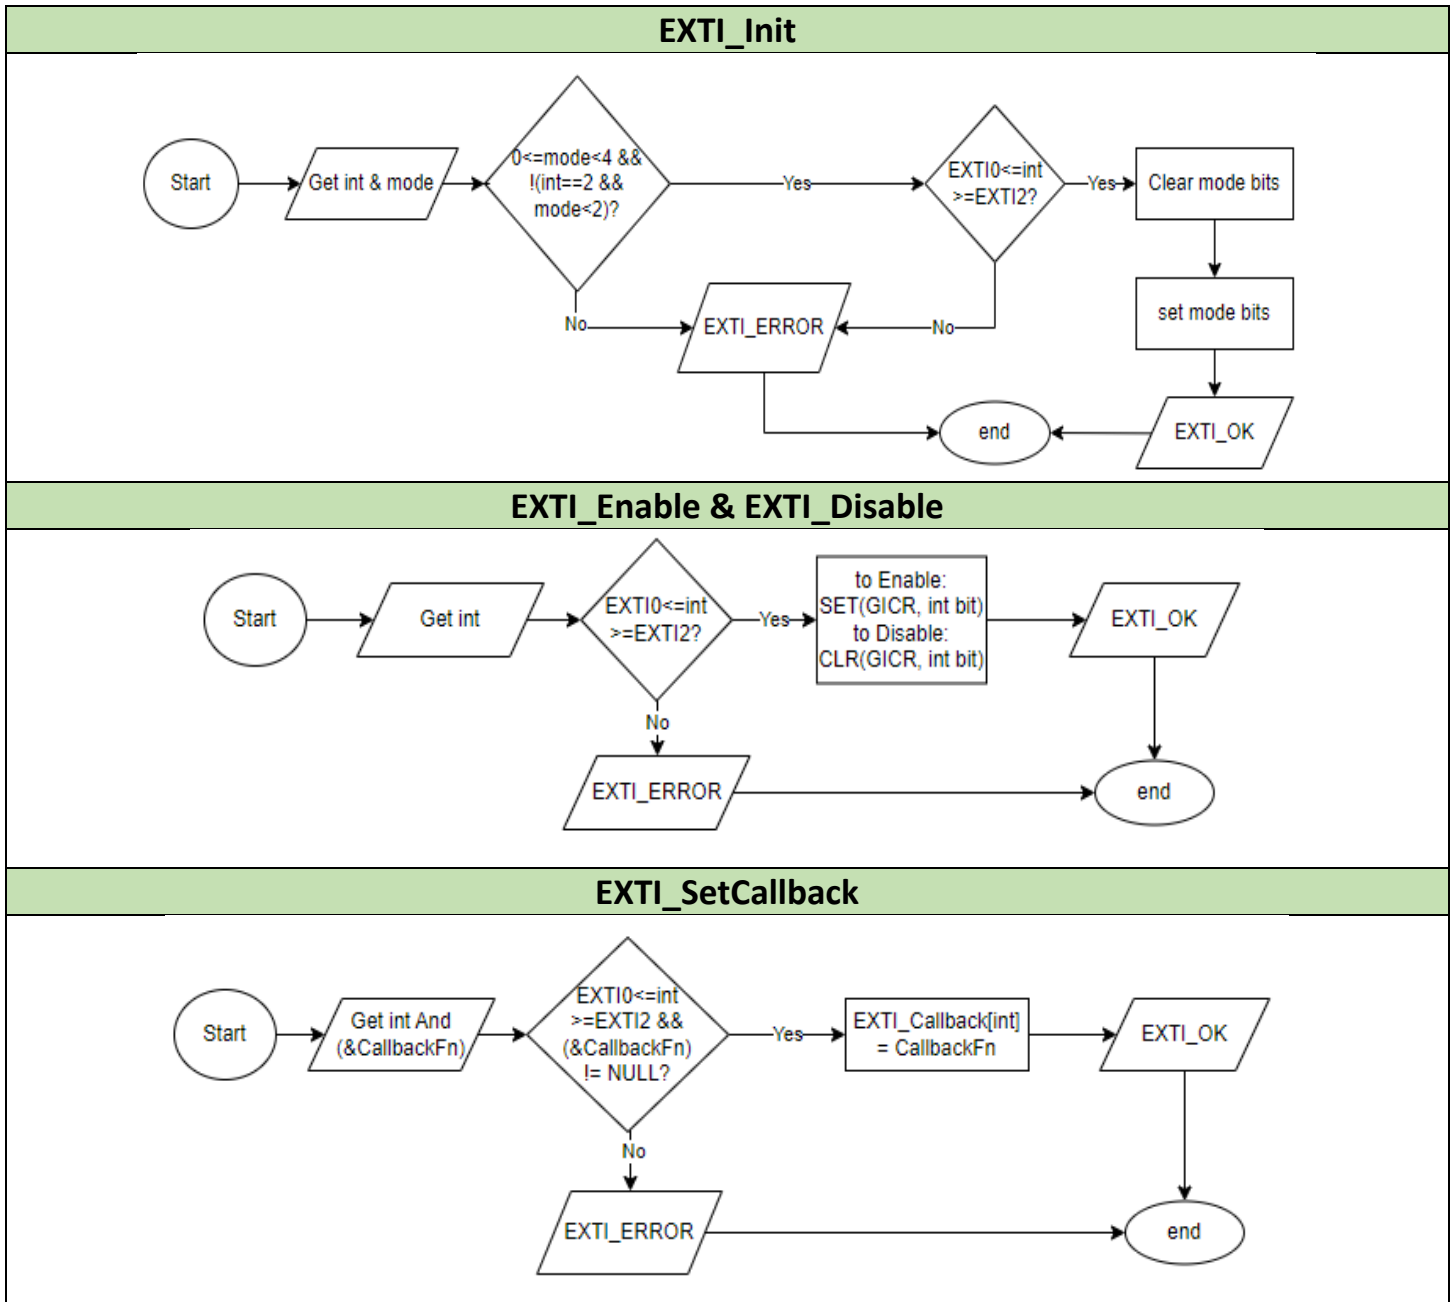 EXTI_Init
Start
Get int & mode
0<=mode<4 &&
!(int==2 &&
mode<2)?
Yes
EXTI0<=int
>=EXTI2?
Yes
Clear mode bits
set mode bits
No
EXTI_ERROR
No
end
EXTI_OK
EXTI_Enable & EXTI_Disable
Start
Get int
EXTI0<=int
>=EXTI2?
Yes
to Enable:
SET(GICR, int bit)
to Disable:
CLR(GICR, int bit)
EXTI_OK
No
EXTI_ERROR
end
EXTI_SetCallback
Start
Get int And
(&CallbackFn)
EXTI0<=int
>=EXTI2 &&
(&CallbackFn)
!= NULL?
Yes
EXTI_Callback[int]
= CallbackFn
EXTI_OK
No
EXTI_ERROR
end